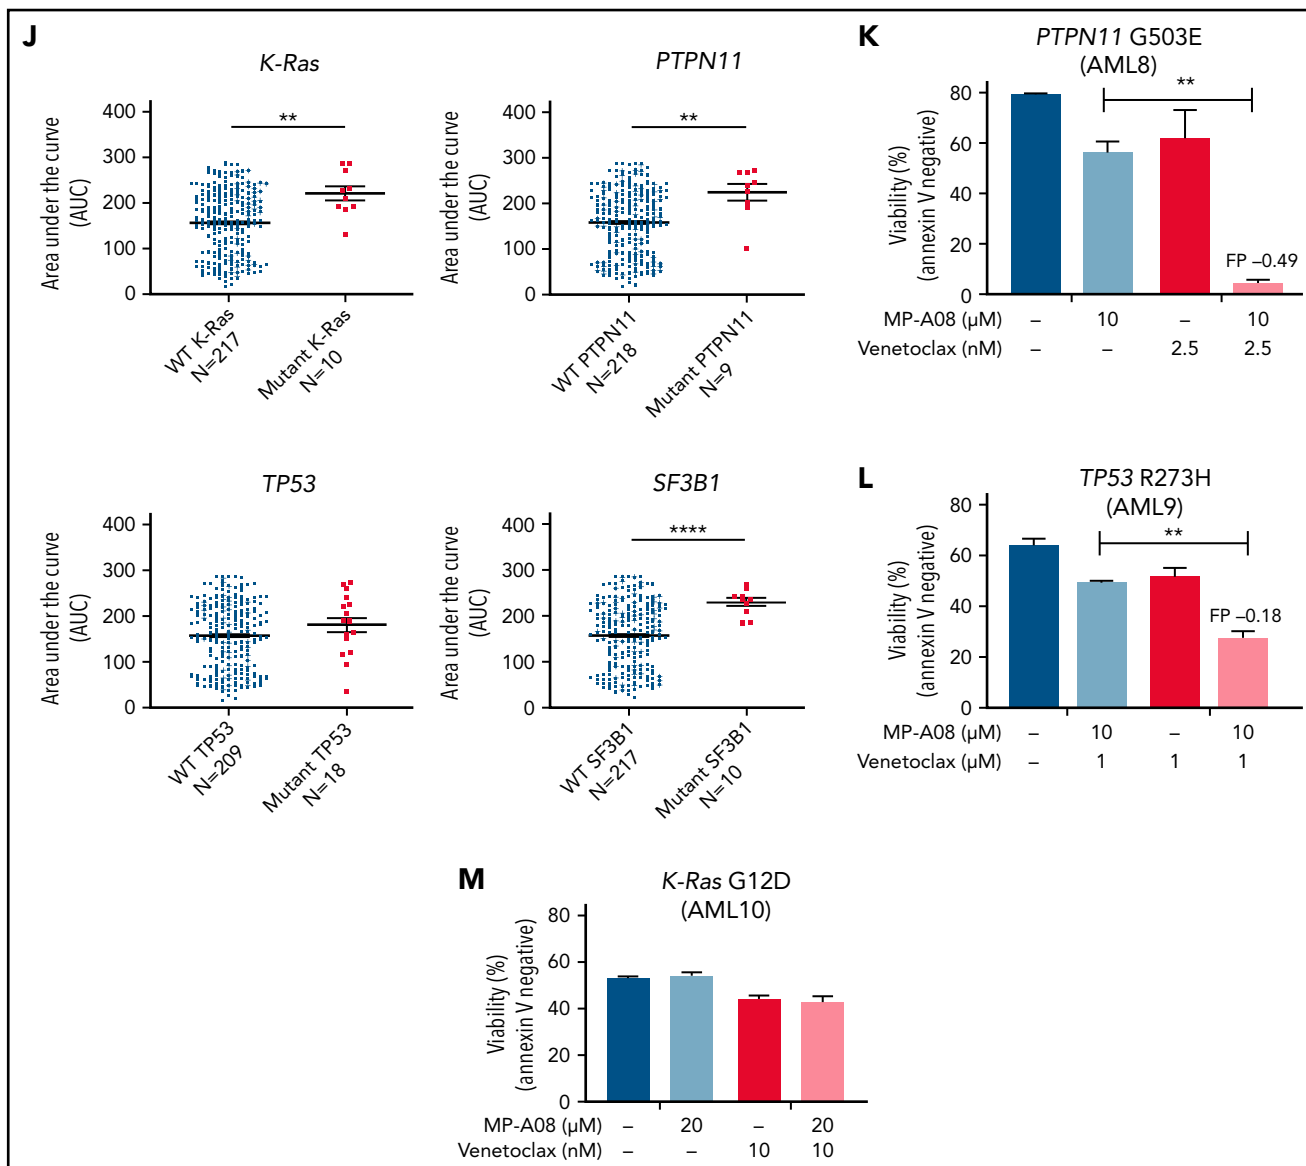 J
K-Ras
**
Area under the curve
(AUC)
400
300
200
100
0
WT K-Ras
N=217
Mutant K-Ras
N=10
PTPN11
**
Area under the curve
(AUC)
400
300
200
100
0
WT PTPN11
N=218
Mutant PTPN11
N=9
K
PTPN11 G503E
(AML8)
**
Viability (%)
(annexin V negative)
80
60
40
20
0
FP –0.49
MP-A08 (µM) – 10 – 10
Venetoclax (nM) – – 2.5 2.5
TP53
Area under the curve
(AUC)
400
300
200
100
0
WT TP53
N=209
Mutant TP53
N=18
SF3B1
****
Area under the curve
(AUC)
400
300
200
100
0
WT SF3B1
N=217
Mutant SF3B1
N=10
L
TP53 R273H
(AML9)
**
Viability (%)
(annexin V negative)
80
60
40
20
0
FP –0.18
MP-A08 (µM) – 10 – 10
Venetoclax (µM) – 1 1 1
M
K-Ras G12D
(AML10)
Viability (%)
(annexin V negative)
80
60
40
20
0
MP-A08 (µM) – 20 – 20
Venetoclax (nM) – – 10 10